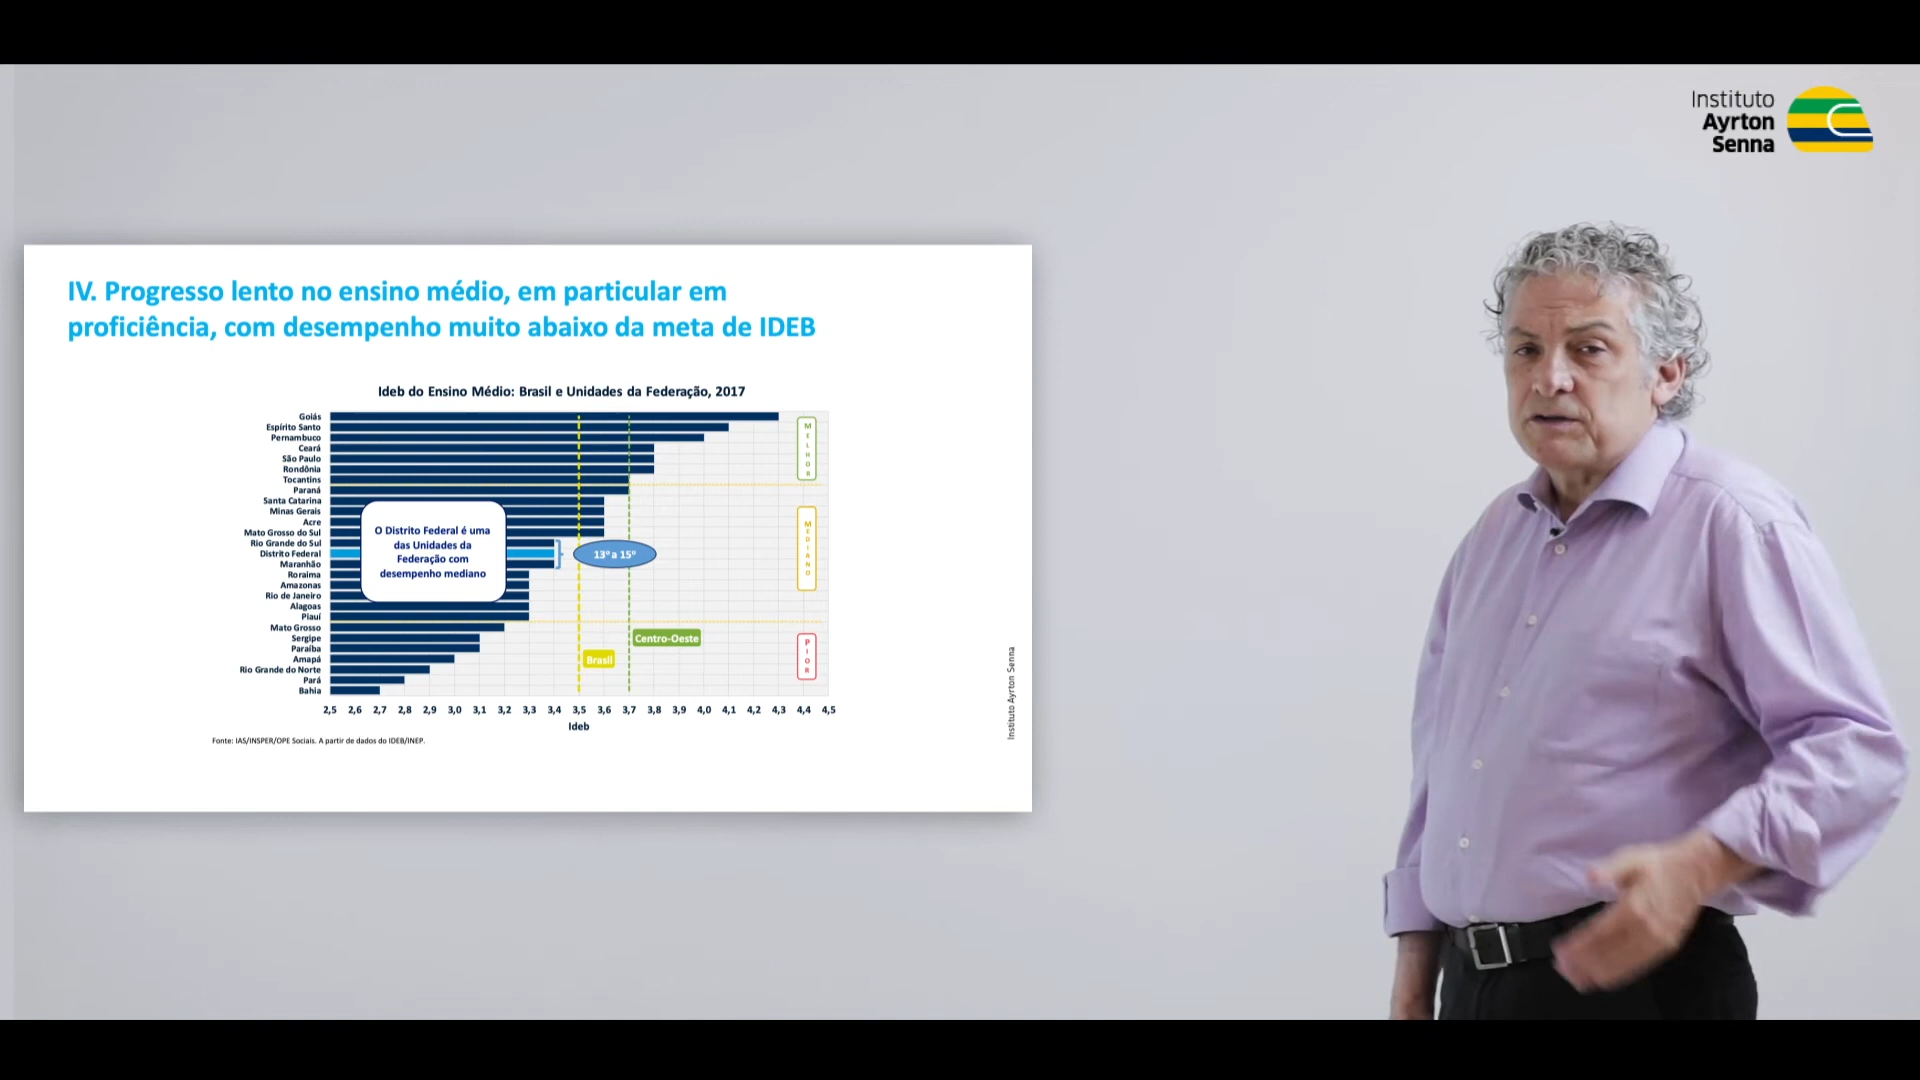 Instituto
Ayrton
Senna
IV. Progresso lento no ensino médio, em particular em
proficiência, com desempenho muito abaixo da meta de IDEB
Ideb do Ensino Médio: Brasil e Unidades da Federação, 2017
Goiás
Espírito Santo
Pernambuco
Ceará
São Paulo
Rondônia
Tocantins
Paraná
Santa Catarina
Minas Gerais
Acre
Mato Grosso do Sul
Rio Grande do Sul
Distrito Federal
Maranhão
Roraima
Amazonas
Rio de Janeiro
Alagoas
Piauí
Mato Grosso
Sergipe
Paraíba
Amapá
Rio Grande do Norte
Pará
Bahia
O Distrito Federal é uma
das Unidades da
Federação com
desempenho mediano
13º a 15º
MELHOR
MEDIANO
PIOR
Centro-Oeste
Brasil
2,5 2,6 2,7 2,8 2,9 3,0 3,1 3,2 3,3 3,4 3,5 3,6 3,7 3,8 3,9 4,0 4,1 4,2 4,3 4,4 4,5
Ideb
Fonte: IAS/INSPER/OPE Sociais. A partir de dados do IDEB/INEP.
Instituto Ayrton Senna